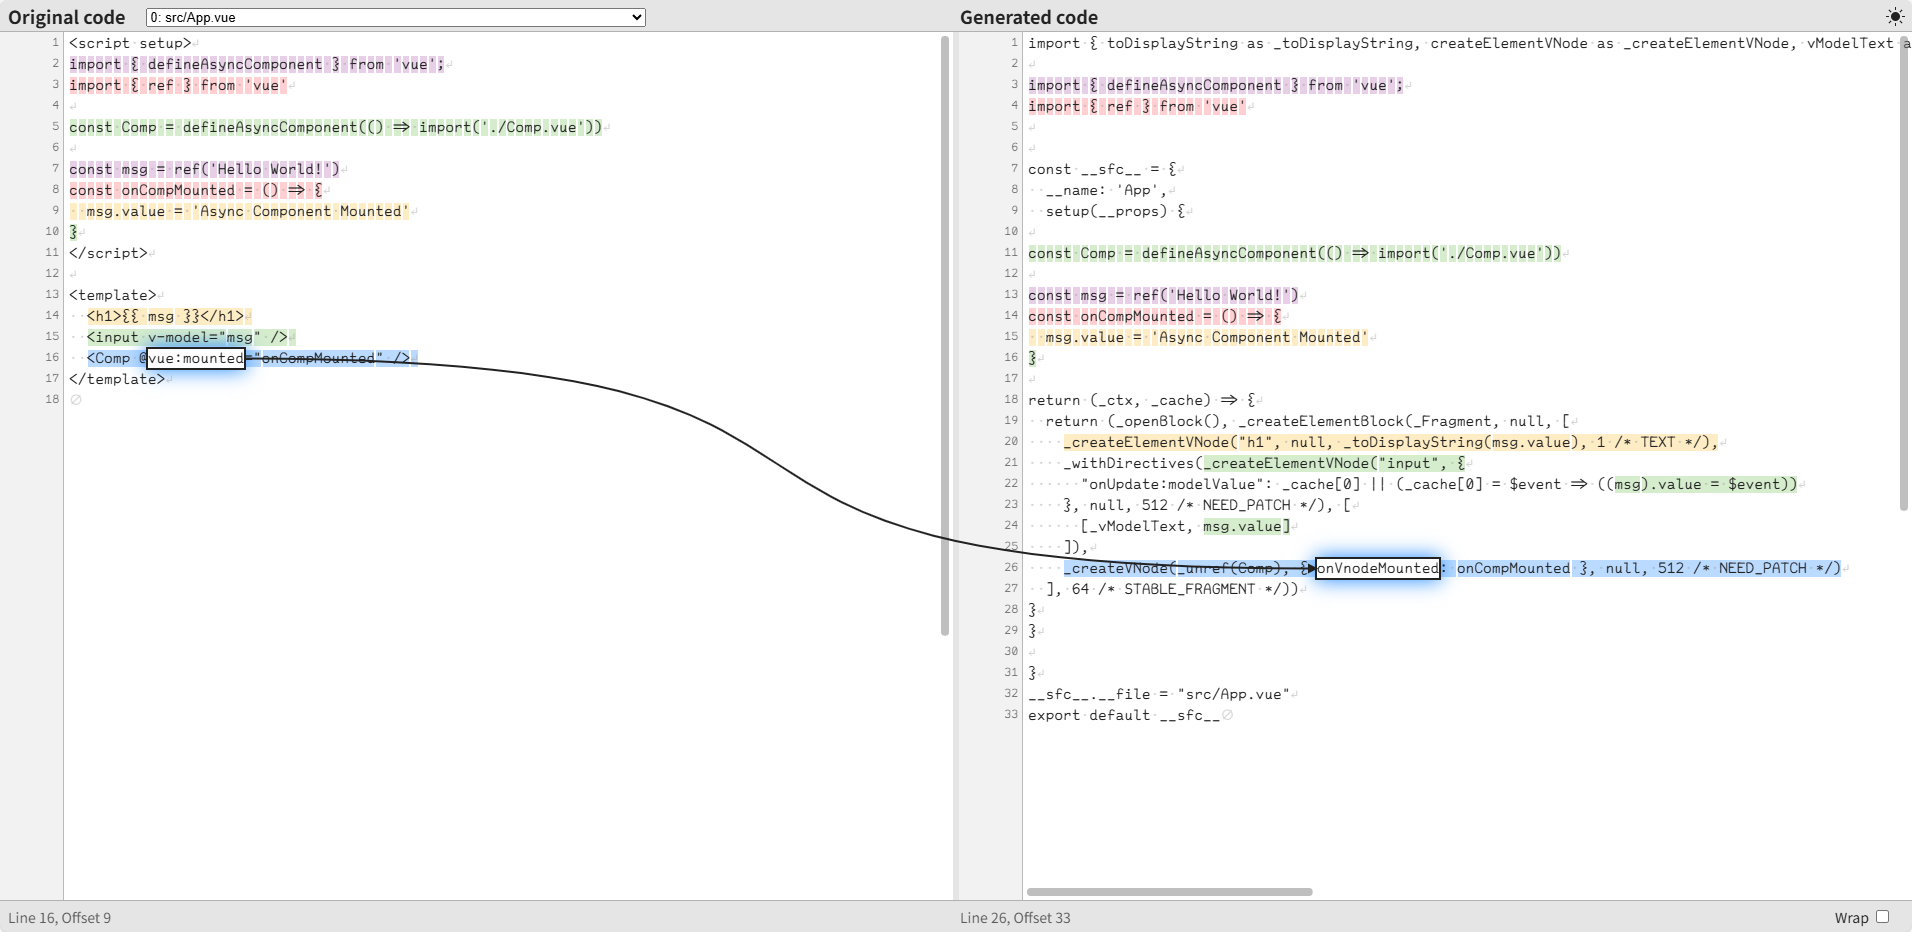 Original code
0: src/App.vue
1 <script setup>
2 import { defineAsyncComponent } from 'vue';
3 import { ref } from 'vue'
4
5 const Comp = defineAsyncComponent(() => import('./Comp.vue'))
6
7 const msg = ref('Hello World!')
8 const onCompMounted = () => {
9   msg.value = 'Async Component Mounted'
10 }
11 </script>
12
13 <template>
14   <h1>{{ msg }}</h1>
15   <input v-model="msg" />
16   <Comp @vue:mounted="onCompMounted" />
17 </template>
18
Line 16, Offset 9
Generated code
1 import { toDisplayString as _toDisplayString, createElementVNode as _createElementVNode, vModelText a
2
3 import { defineAsyncComponent } from 'vue';
4 import { ref } from 'vue'
5
6
7 const __sfc__ = {
8   __name: 'App',
9   setup(__props) {
10
11 const Comp = defineAsyncComponent(() => import('./Comp.vue'))
12
13 const msg = ref('Hello World!')
14 const onCompMounted = () => {
15   msg.value = 'Async Component Mounted'
16 }
17
18 return (_ctx, _cache) => {
19   return (_openBlock(), _createElementBlock(_Fragment, null, [
20     _createElementVNode("h1", null, _toDisplayString(msg.value), 1 /* TEXT */),
21     _withDirectives(_createElementVNode("input", {
22       "onUpdate:modelValue": _cache[0] || (_cache[0] = $event => ((msg).value = $event))
23     }, null, 512 /* NEED_PATCH */), [
24       [_vModelText, msg.value]
25     ]),
26     _createVNode(_unref(Comp), { onVnodeMounted: onCompMounted }, null, 512 /* NEED_PATCH */)
27   ], 64 /* STABLE_FRAGMENT */))
28 }
29 }
30
31 }
32 __sfc__.__file = "src/App.vue"
33 export default __sfc__
Line 26, Offset 33
Wrap